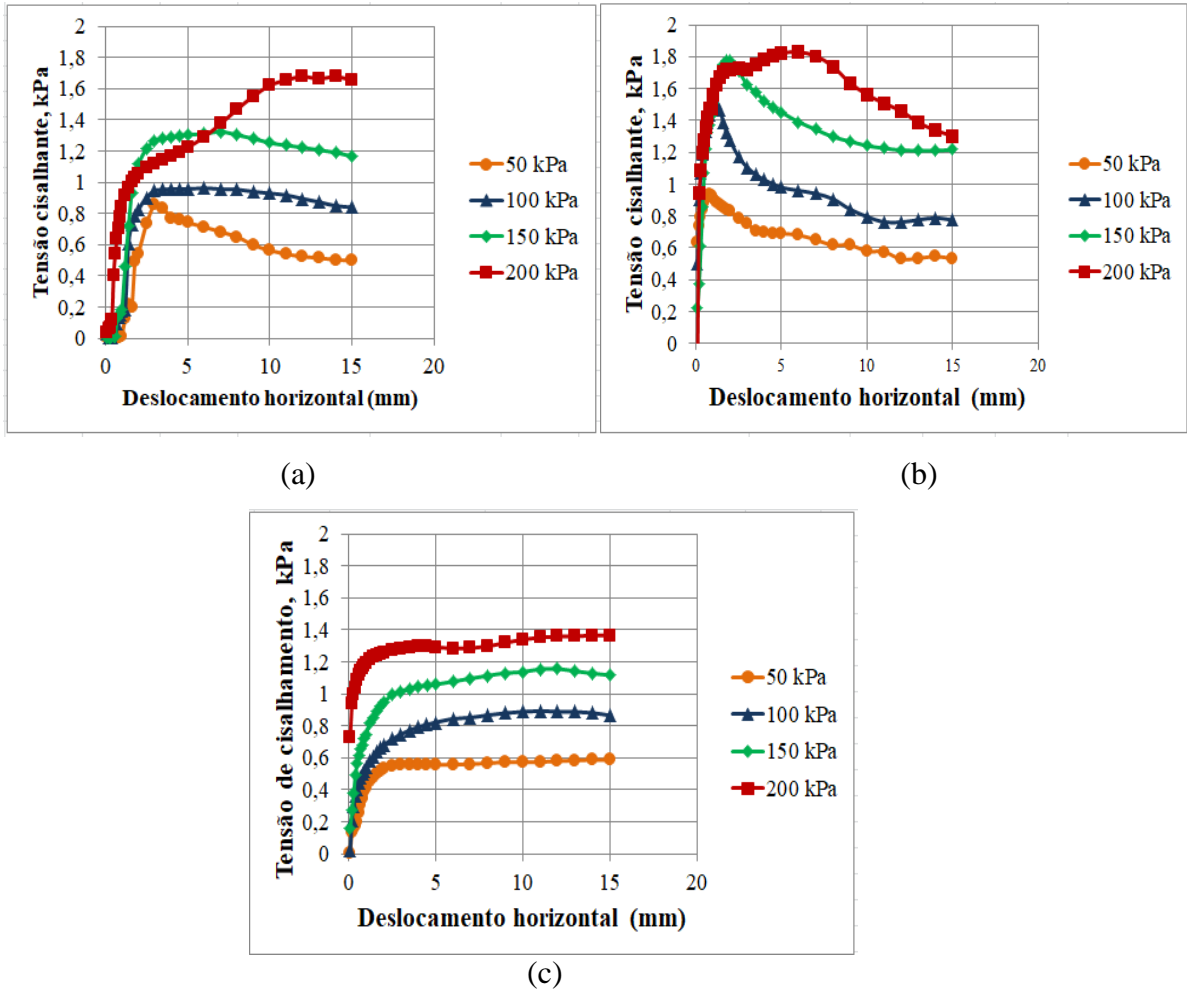 Tensão cisalhante, kPa
2
1,8
1,6
1,4
1,2
1
0,8
0,6
0,4
0,2
0
0 5 10 15 20
Deslocamento horizontal (mm)
50 kPa
100 kPa
150 kPa
200 kPa
(a)
Tensão cisalhante, kPa
2
1,8
1,6
1,4
1,2
1
0,8
0,6
0,4
0,2
0
0 5 10 15 20
Deslocamento horizontal (mm)
50 kPa
100 kPa
150 kPa
200 kPa
(b)
Tensão de cisalhamento, kPa
2
1,8
1,6
1,4
1,2
1
0,8
0,6
0,4
0,2
0
0 5 10 15 20
Deslocamento horizontal (mm)
50 kPa
100 kPa
150 kPa
200 kPa
(c)